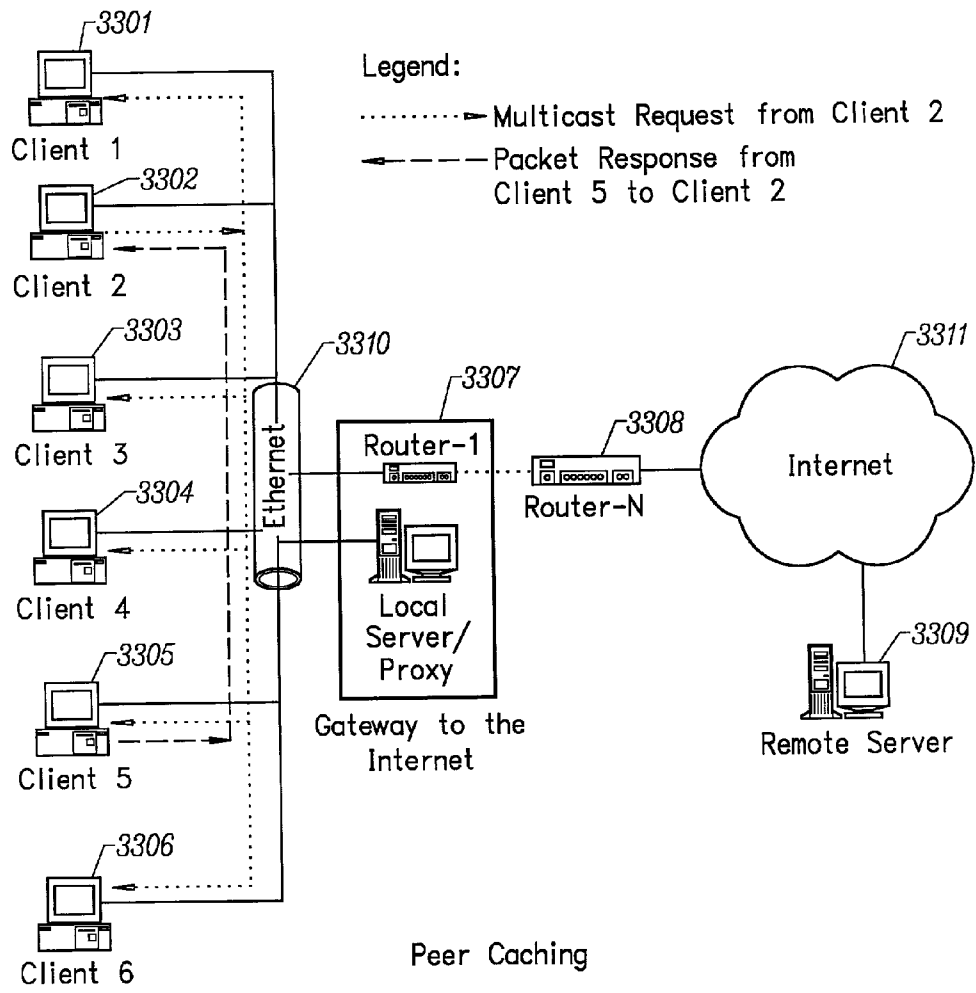 3301
Client 1
Legend:
Multicast Request from Client 2
Packet Response from
Client 5 to Client 2
3302
Client 2
3303
Client 3
3310
Ethernet
3307
Router-1
3308
Router-N
3311
Internet
3304
Client 4
Local
Server/
Proxy
Gateway to the
Internet
3309
Remote Server
3305
Client 5
3306
Client 6
Peer Caching